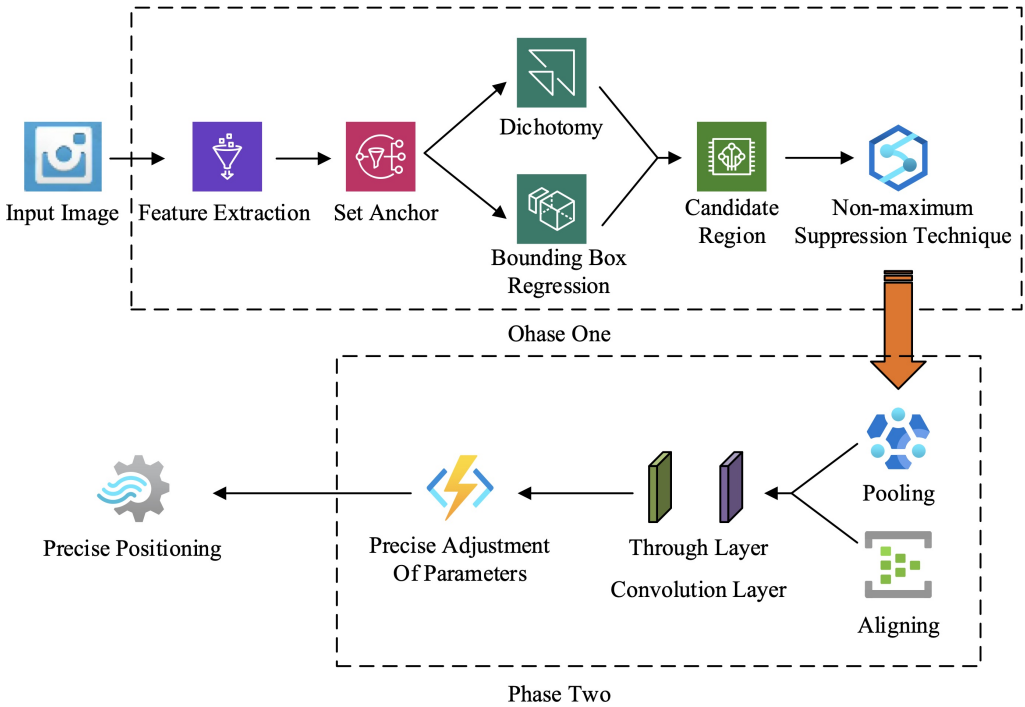 Dichotomy
Input Image
Feature Extraction
Set Anchor
Bounding Box
Regression
Candidate
Region
Non-maximum
Suppression Technique
Ohase One
Pooling
Precise Positioning
Precise Adjustment
Of Parameters
Through Layer
Convolution Layer
Aligning
Phase Two